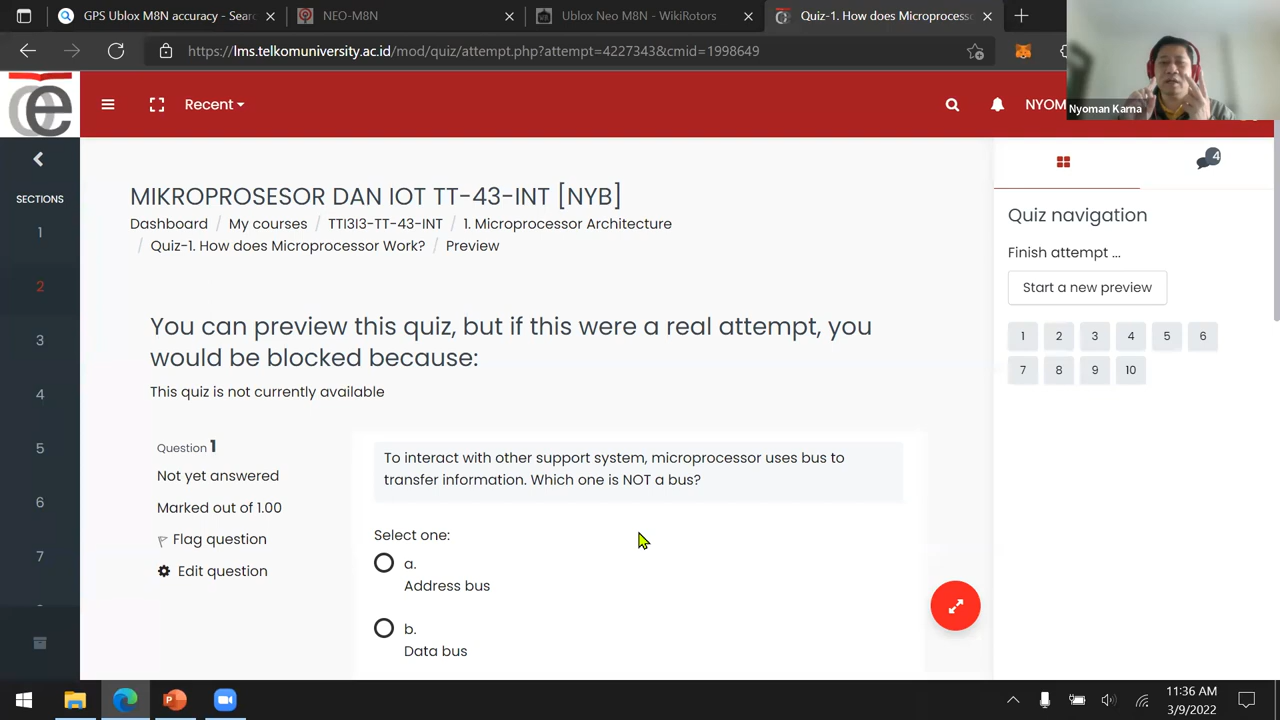 GPS Ublox M8N accuracy - Sear
NEO-M8N
Ublox Neo M8N - WikiRotors
Quiz-1. How does Microprocess
https://lms.telkomuniversity.ac.id/mod/quiz/attempt.php?attempt=4227343&cmid=1998649
Nyoman Karna
e
Recent
NYOM
SECTIONS
1
2
3
4
5
6
7
MIKROPROSESOR DAN IOT TT-43-INT [NYB]
Dashboard / My courses / TTI3I3-TT-43-INT / 1. Microprocessor Architecture
/ Quiz-1. How does Microprocessor Work? / Preview
You can preview this quiz, but if this were a real attempt, you
would be blocked because:
This quiz is not currently available
Question 1
Not yet answered
Marked out of 1.00
Flag question
Edit question
To interact with other support system, microprocessor uses bus to
transfer information. Which one is NOT a bus?
Select one:
a.
Address bus
b.
Data bus
4
Quiz navigation
Finish attempt ...
Start a new preview
1 2 3 4 5 6
7 8 9 10
11:36 AM
3/9/2022